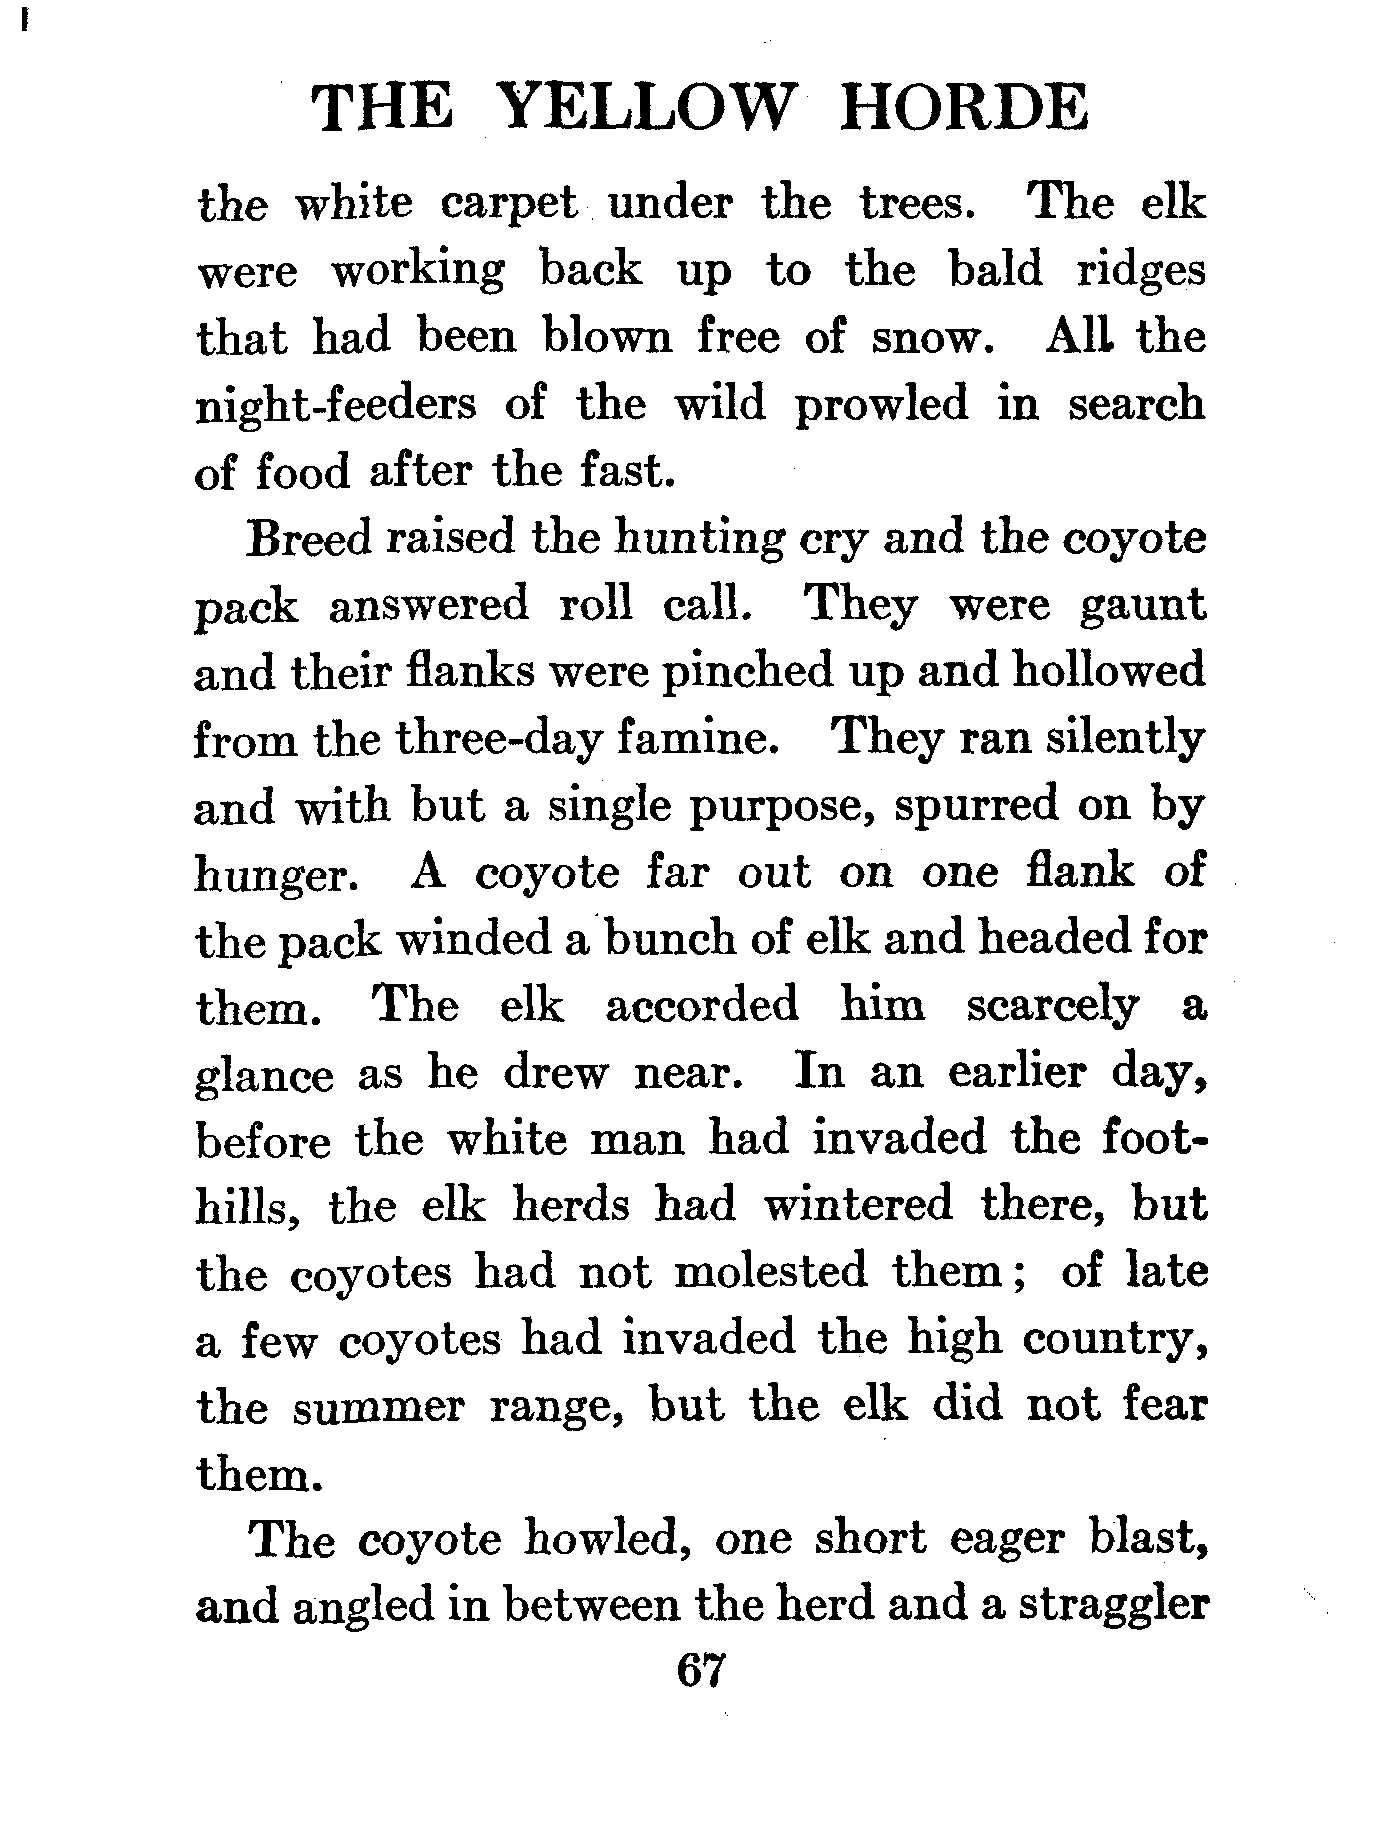 THE YELLOW HORDE
the white carpet under the trees. The elk
were working back up to the bald ridges
that had been blown free of snow. All the
night-feeders of the wild prowled in search
of food after the fast.
Breed raised the hunting cry and the coyote
pack answered roll call. They were gaunt
and their flanks were pinched up and hollowed
from the three-day famine. They ran silently
and with but a single purpose, spurred on by
hunger. A coyote far out on one flank of
the pack winded a bunch of elk and headed for
them. The elk accorded him scarcely a
glance as he drew near. In an earlier day,
before the white man had invaded the foot-
hills, the elk herds had wintered there, but
the coyotes had not molested them; of late
a few coyotes had invaded the high country,
the summer range, but the elk did not fear
them.
The coyote howled, one short eager blast,
and angled in between the herd and a straggler
67